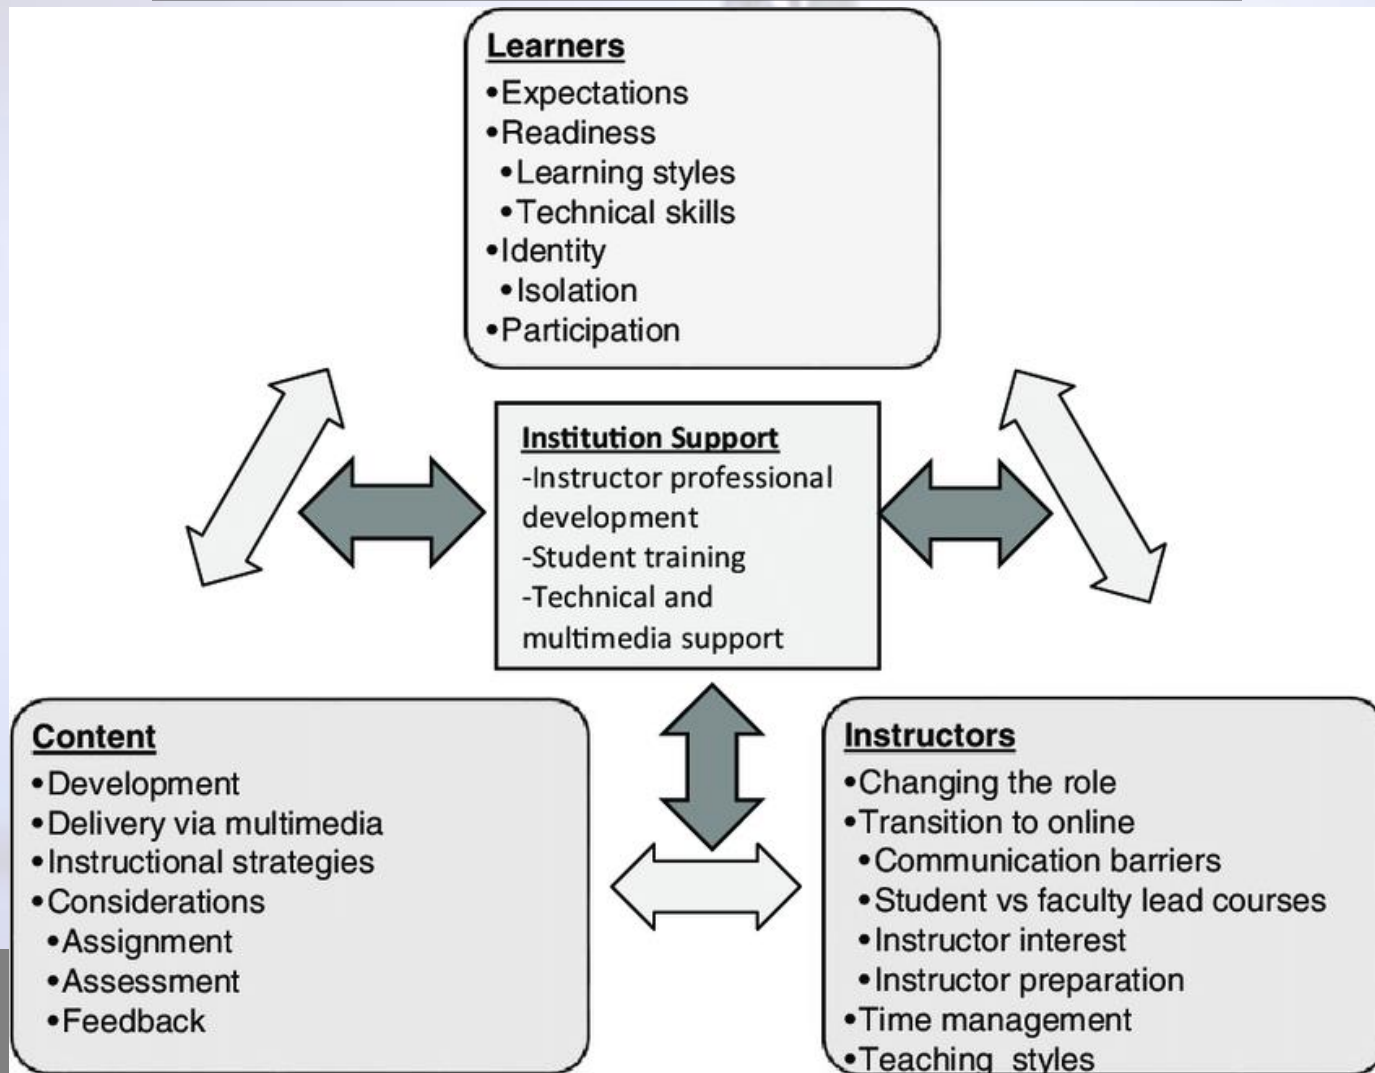 Learners
•Expectations
•Readiness
•Learning styles
•Technical skills
•Identity
•Isolation
•Participation
Institution Support
-Instructor professional
development
-Student training
-Technical and
multimedia support
Content
•Development
•Delivery via multimedia
•Instructional strategies
•Considerations
•Assignment
•Assessment
•Feedback
Instructors
•Changing the role
•Transition to online
•Communication barriers
•Student vs faculty lead courses
•Instructor interest
•Instructor preparation
•Time management
•Teaching styles